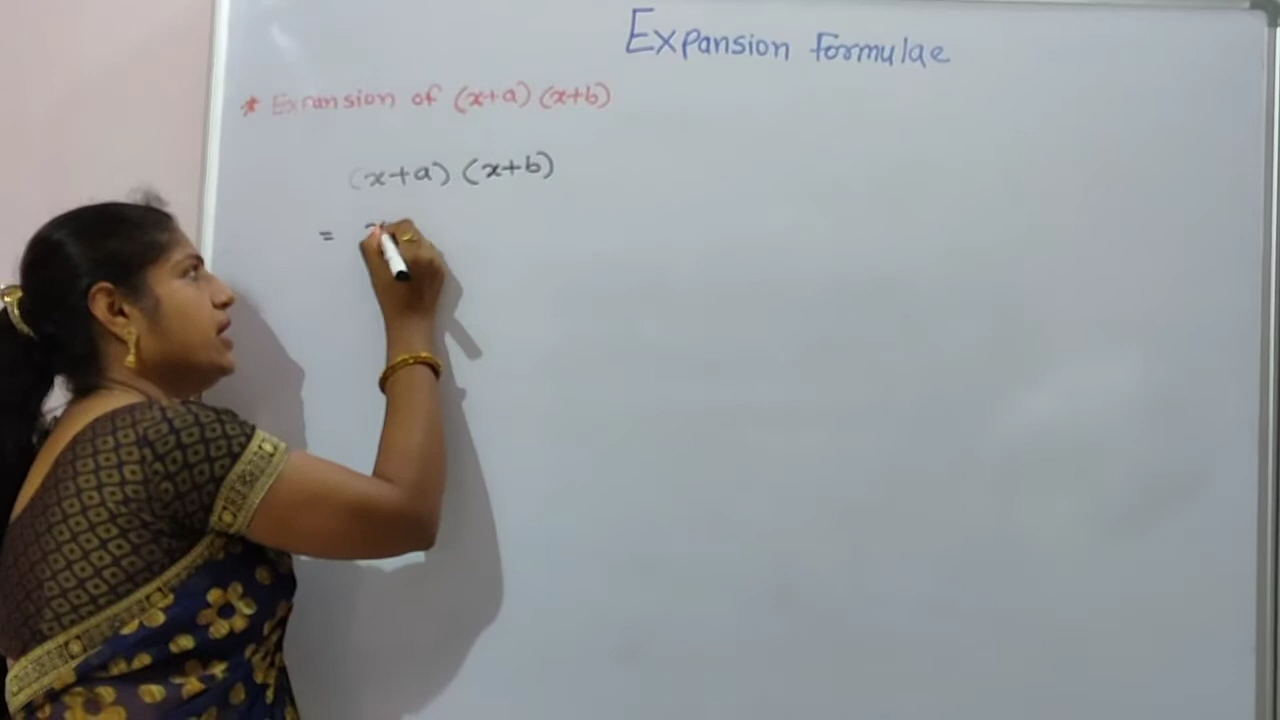 Expansion Formulae
* Expansion of (x+a) (x+b)
(x+a) (x+b)
= x